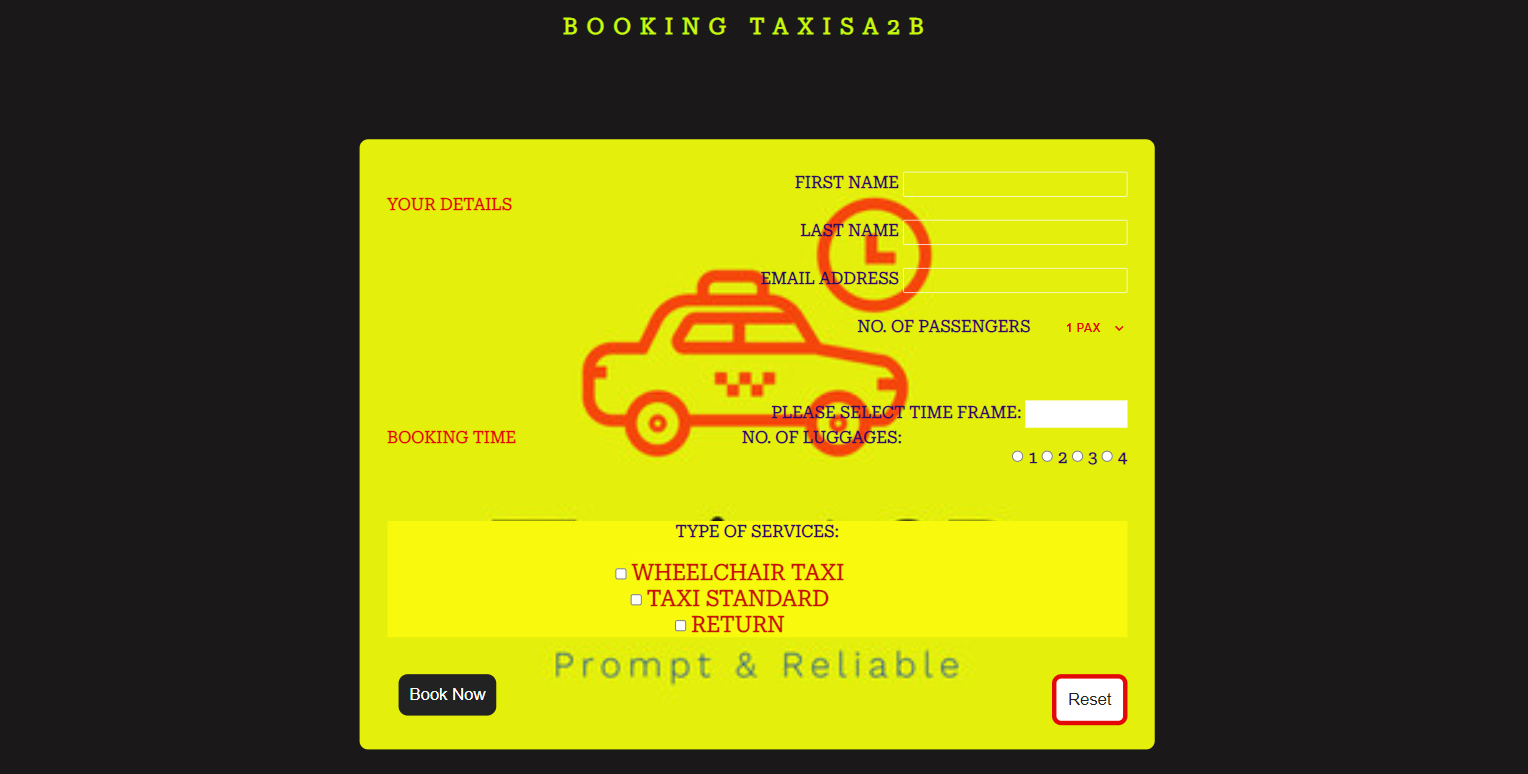 BOOKING TAXISA2B
FIRST NAME
YOUR DETAILS
LAST NAME
EMAIL ADDRESS
NO. OF PASSENGERS 1 PAX
PLEASE SELECT TIME FRAME:
BOOKING TIME
NO. OF LUGGAGES:
1 2 3 4
TYPE OF SERVICES:
WHEELCHAIR TAXI
TAXI STANDARD
RETURN
Prompt & Reliable
Book Now
Reset